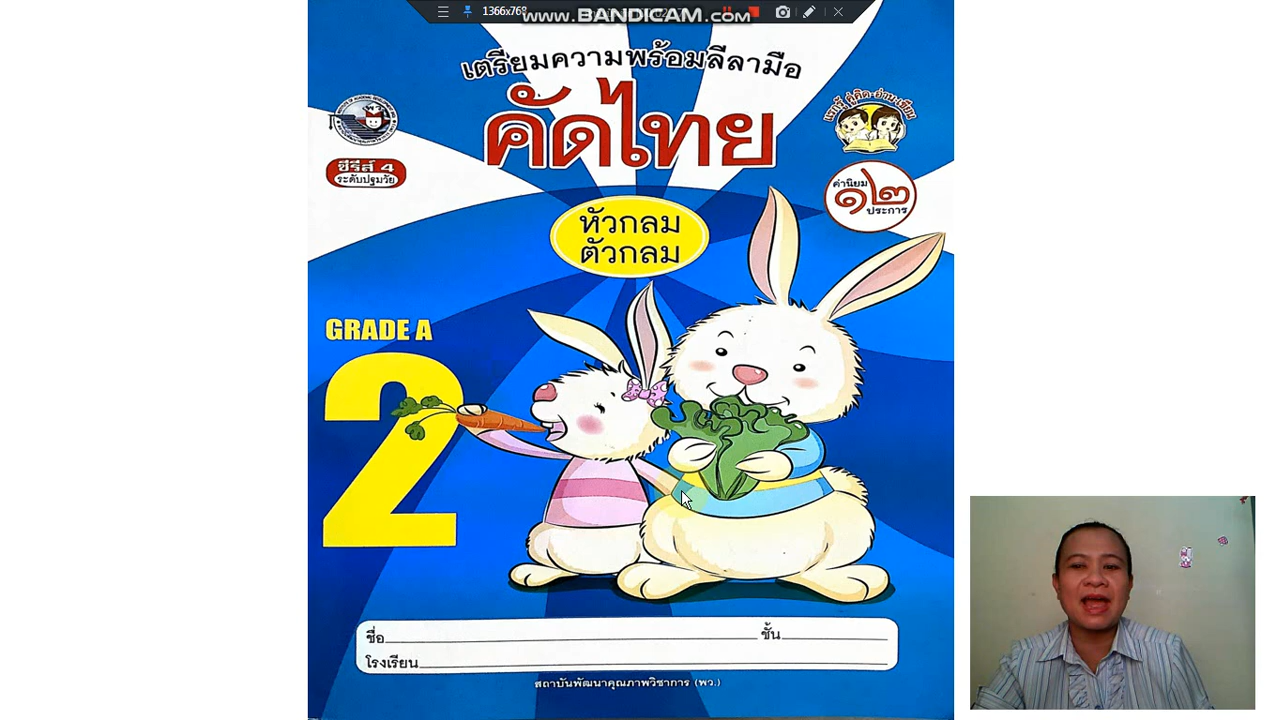 1366x768
www.BANDICAM.com
เตรียมความพร้อมลีลามือ
คัดไทย
ซีรีส์ 4
ระดับปฐมวัย
ค่านิยม
๑๒
ประการ
หัวกลม
ตัวกลม
GRADE A
2
ชื่อ ชั้น
โรงเรียน
สถาบันพัฒนาคุณภาพวิชาการ (พว.)